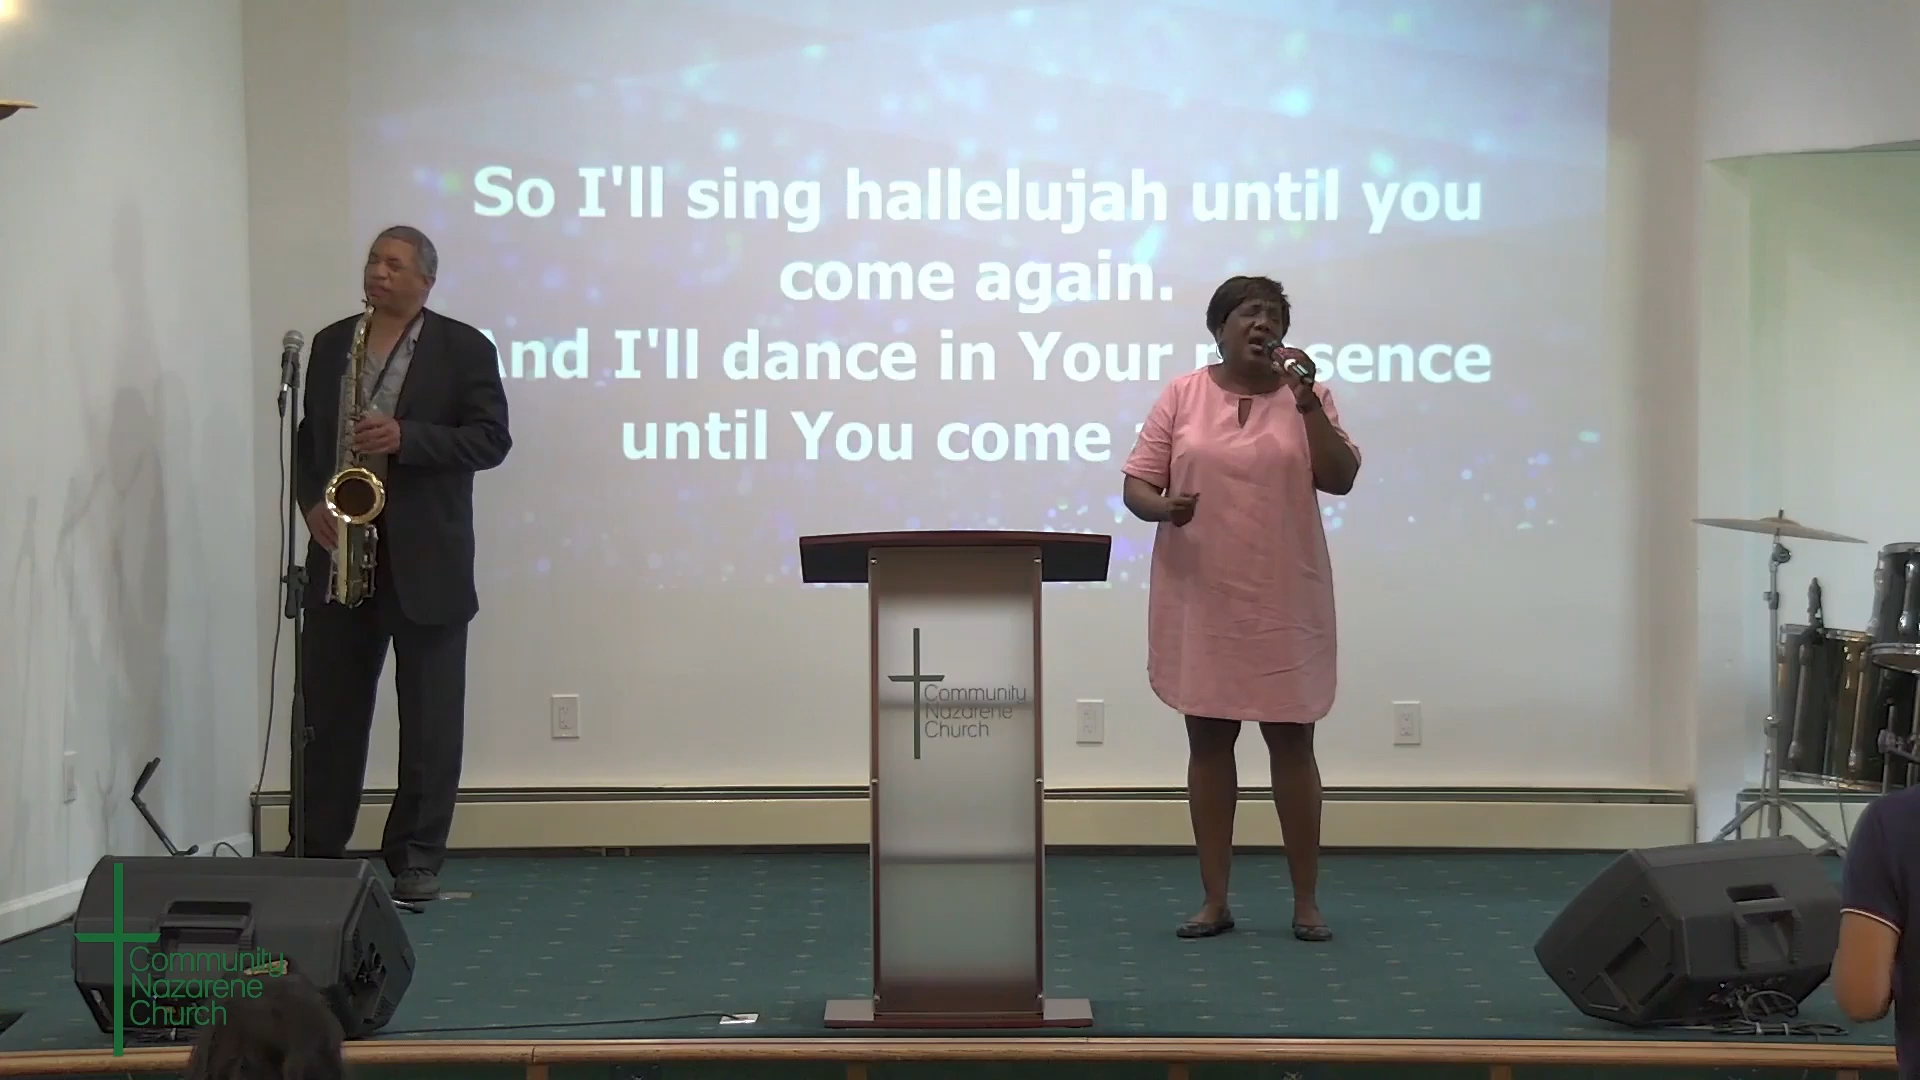 So I'll sing hallelujah until you
come again.
And I'll dance in Your
until You come
Community
Nazarene
Church
Community
Nazarene
Church